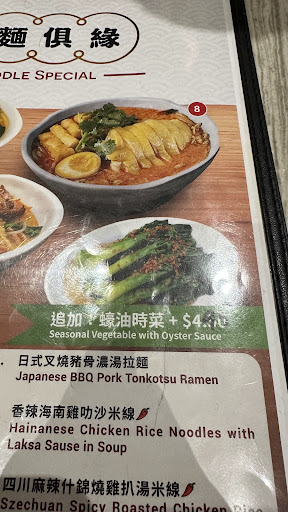 麵俱緣
ODLE SPECIAL
8
追加：蠔油時菜 + $4.
Seasonal Vegetable with Oyster Sauce
日式叉燒豬骨濃湯拉麵
Japanese BBQ Pork Tonkotsu Ramen
香辣海南雞叻沙米線
Hainanese Chicken Rice Noodles with
Laksa Sause in Soup
四川麻辣什錦燒雞扒湯米線
Szechuan Spicy Roasted Chicken Rice